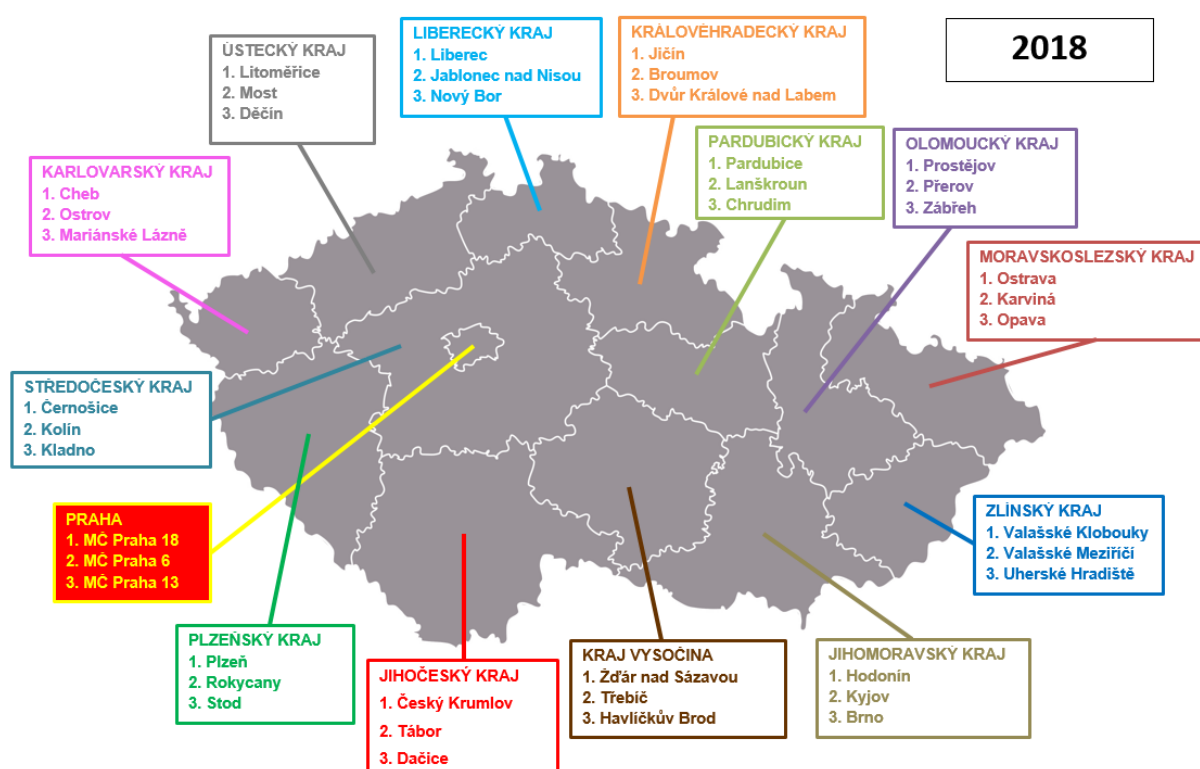 2018
ÚSTECKÝ KRAJ
1. Litoměřice
2. Most
3. Děčín
LIBERECKÝ KRAJ
1. Liberec
2. Jablonec nad Nisou
3. Nový Bor
KRÁLOVÉHRADECKÝ KRAJ
1. Jičín
2. Broumov
3. Dvůr Králové nad Labem
KARLOVARSKÝ KRAJ
1. Cheb
2. Ostrov
3. Mariánské Lázně
PARDUBICKÝ KRAJ
1. Pardubice
2. Lanškroun
3. Chrudim
OLOMOUCKÝ KRAJ
1. Prostějov
2. Přerov
3. Zábřeh
MORAVSKOSLEZSKÝ KRAJ
1. Ostrava
2. Karviná
3. Opava
STŘEDOČESKÝ KRAJ
1. Černošice
2. Kolín
3. Kladno
PRAHA
1. MČ Praha 18
2. MČ Praha 6
3. MČ Praha 13
ZLÍNSKÝ KRAJ
1. Valašské Klobouky
2. Valašské Meziříčí
3. Uherské Hradiště
PLZEŇSKÝ KRAJ
1. Plzeň
2. Rokycany
3. Stod
JIHOČESKÝ KRAJ
1. Český Krumlov
2. Tábor
3. Dačice
KRAJ VYSOČINA
1. Žďár nad Sázavou
2. Třebíč
3. Havlíčkův Brod
JIHOMORAVSKÝ KRAJ
1. Hodonín
2. Kyjov
3. Brno